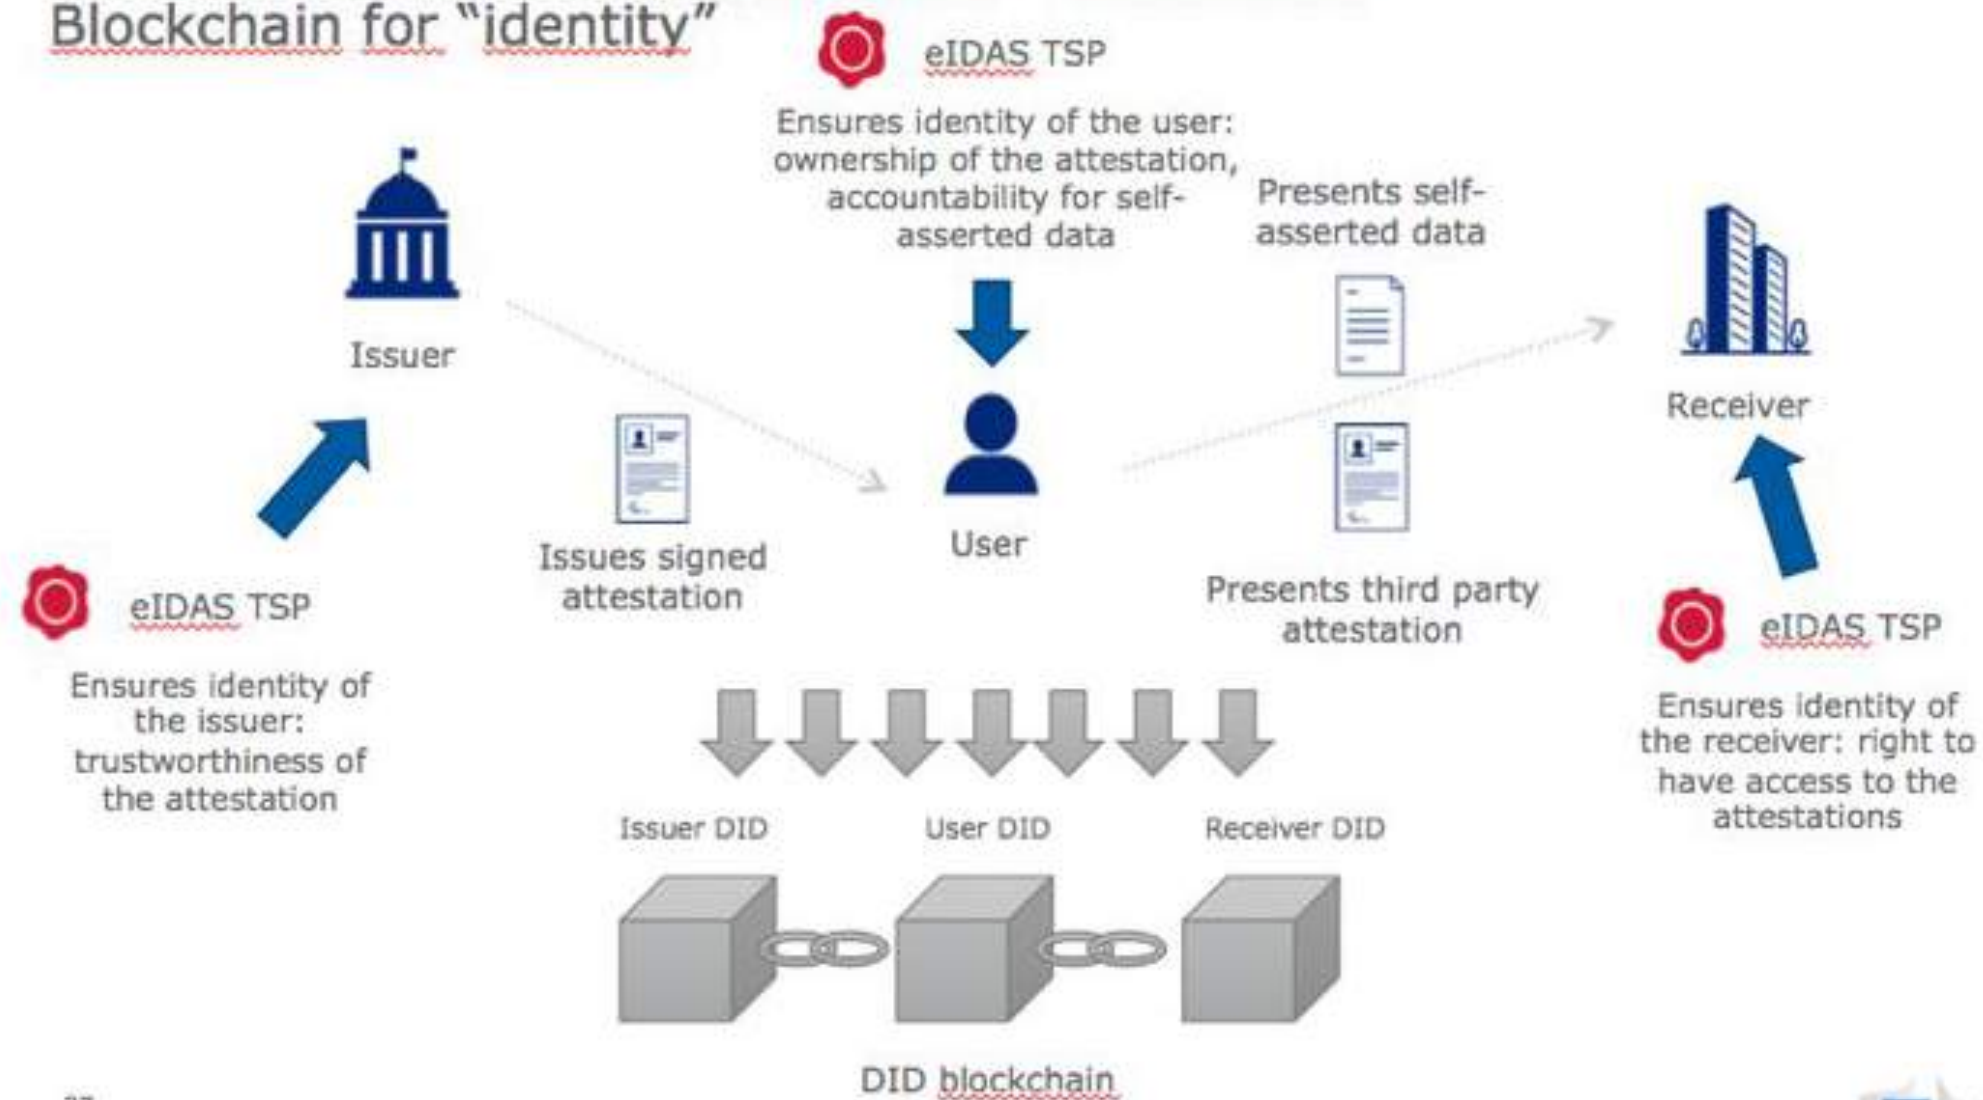 Blockchain for “identity”
eIDAS TSP
Ensures identity of the user:
ownership of the attestation,
accountability for self-
asserted data
Presents self-
asserted data
Issuer
Receiver
User
Issues signed
attestation
Presents third party
attestation
eIDAS TSP
Ensures identity of
the issuer:
trustworthiness of
the attestation
eIDAS TSP
Ensures identity of
the receiver: right to
have access to the
attestations
Issuer DID
User DID
Receiver DID
DID blockchain